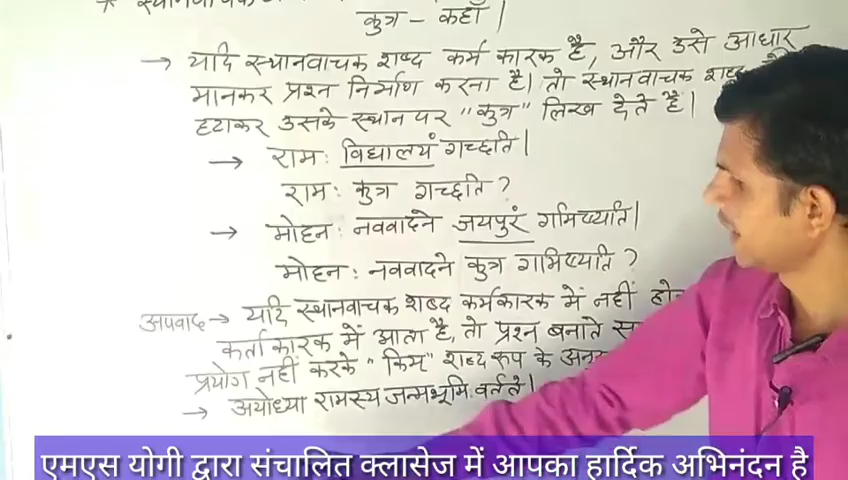 स्थानवाचक
कुत्र - कहाँ |
→ यदि स्थानवाचक शब्द कर्म कारक है, और उसे आधार
मानकर प्रश्न निर्माण करना है। तो स्थानवाचक शब्द
हटाकर उसके स्थान पर "कुत्र" लिख देते है|
→ रामः विद्यालयं गच्छति|
रामः कुत्र गच्छति ?
→ मोहनः नववादने जयपुरं गमिष्यति|
मोहनः नववादने कुत्र गमिष्यति ?
अपवाद → यदि स्थानवाचक शब्द कर्मकारक में नहीं
कर्ता कारक में आता है, तो प्रश्न बनाते
प्रयोग नहीं करके "किम्" शब्द रूप के
→ अयोध्या रामस्य जन्मभूमिः वर्तते|
एमएस योगी द्वारा संचालित क्लासेज में आपका हार्दिक अभिनंदन है